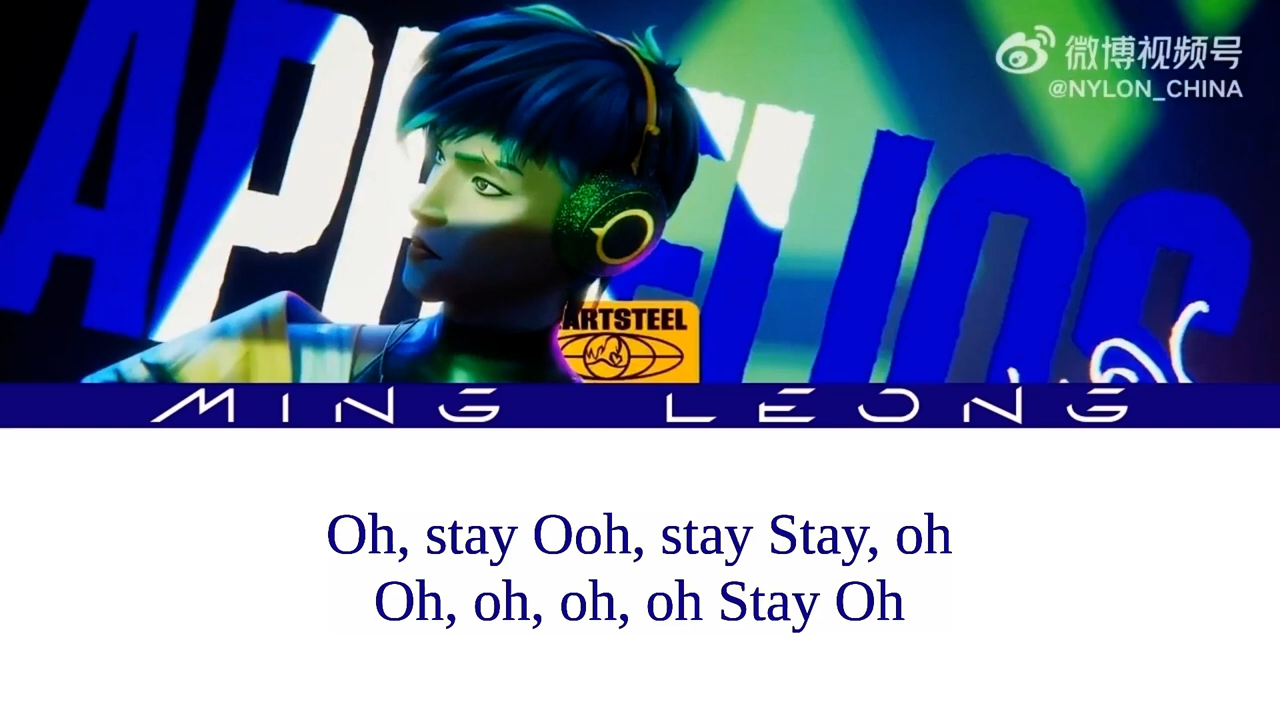 APHELIOS
微博视频号
@NYLON_CHINA
ARTSTEEL
MING LEONG
Oh, stay Ooh, stay Stay, oh
Oh, oh, oh, oh Stay Oh